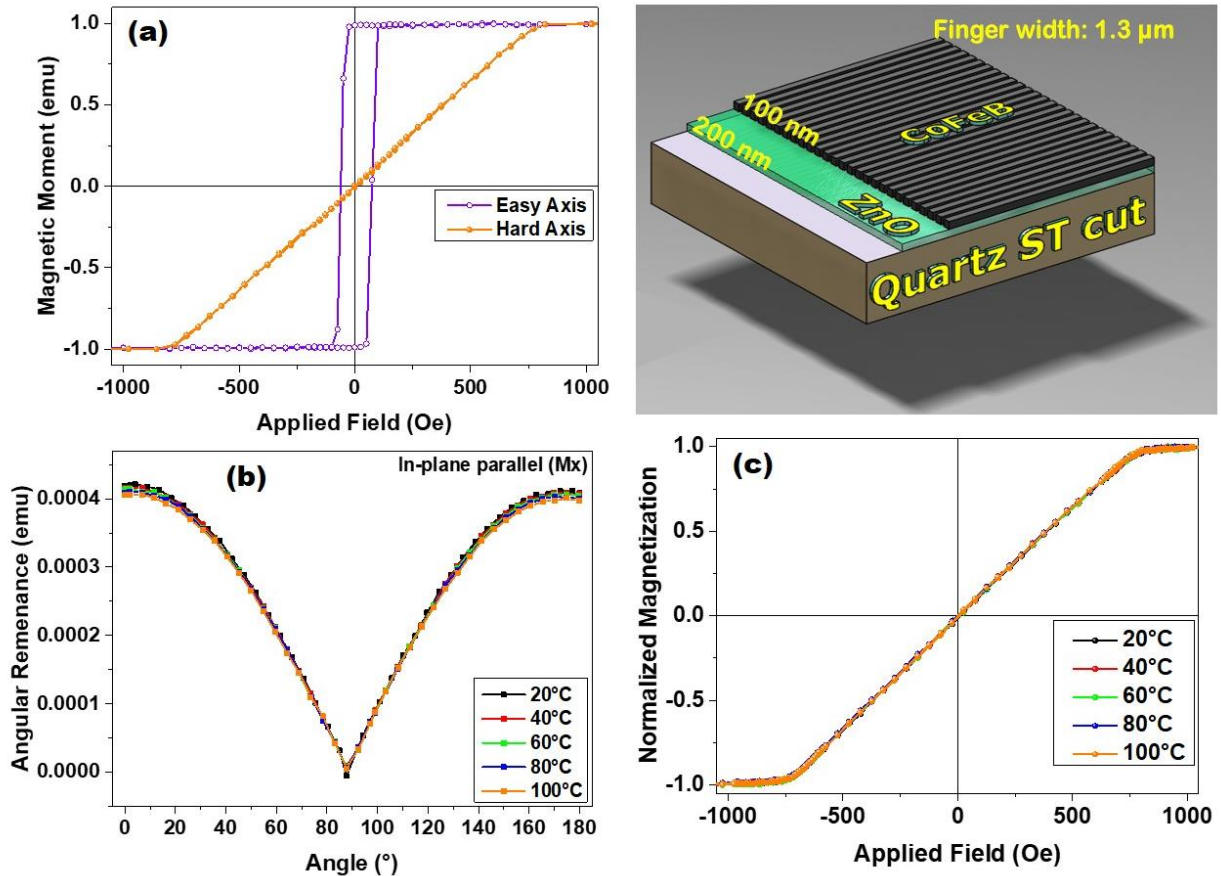 (a)
Magnetic Moment (emu)
1.0
0.5
0.0
-0.5
-1.0
Easy Axis
Hard Axis
-1000
-500
0
500
1000
Applied Field (Oe)
Finger width: 1.3 µm
100 nm
CoFeB
200 nm
ZnO
Quartz ST cut
In-plane parallel (Mx)
(b)
Angular Remenance (emu)
0.0004
0.0003
0.0002
0.0001
0.0000
20°C
40°C
60°C
80°C
100°C
0
20
40
60
80
100
120
140
160
180
Angle (°)
(c)
Normalized Magnetization
1.0
0.5
0.0
-0.5
-1.0
20°C
40°C
60°C
80°C
100°C
-1000
-500
0
500
1000
Applied Field (Oe)